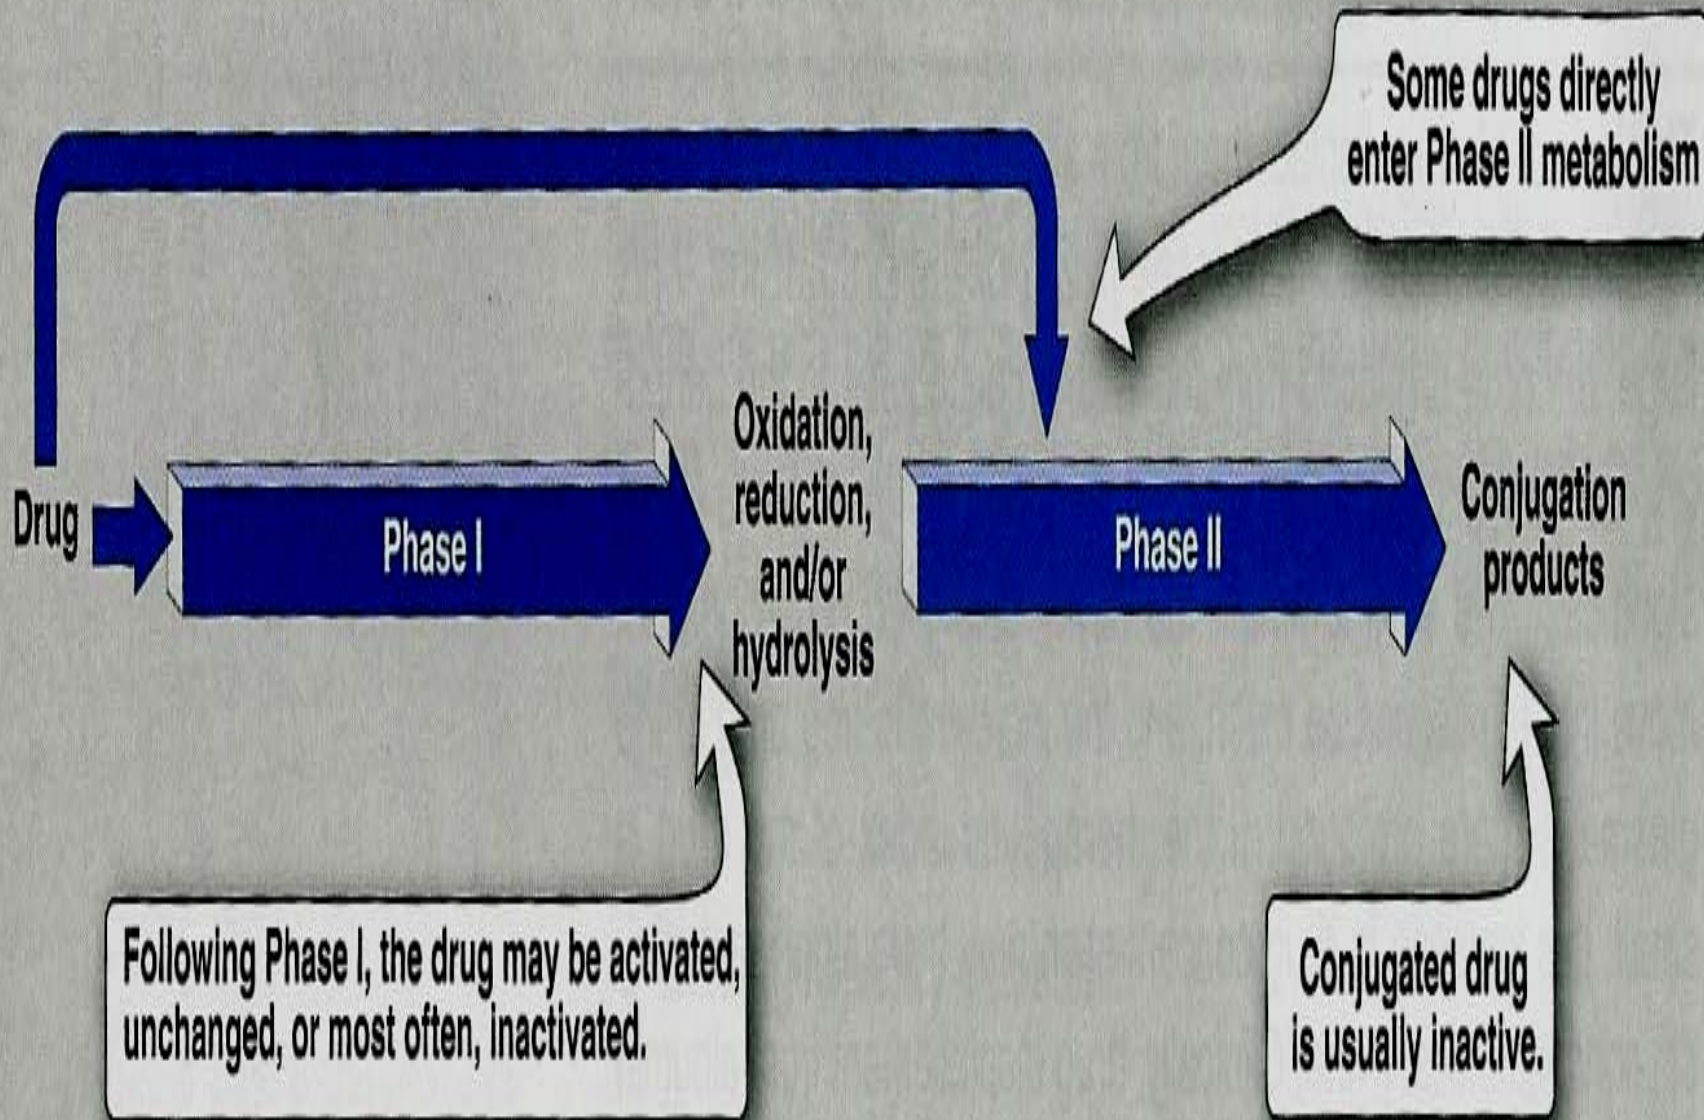 Some drugs directly
enter Phase II metabolism
Drug
Phase I
Oxidation,
reduction,
and/or
hydrolysis
Phase II
Conjugation
products
Following Phase I, the drug may be activated,
unchanged, or most often, inactivated.
Conjugated drug
is usually inactive.